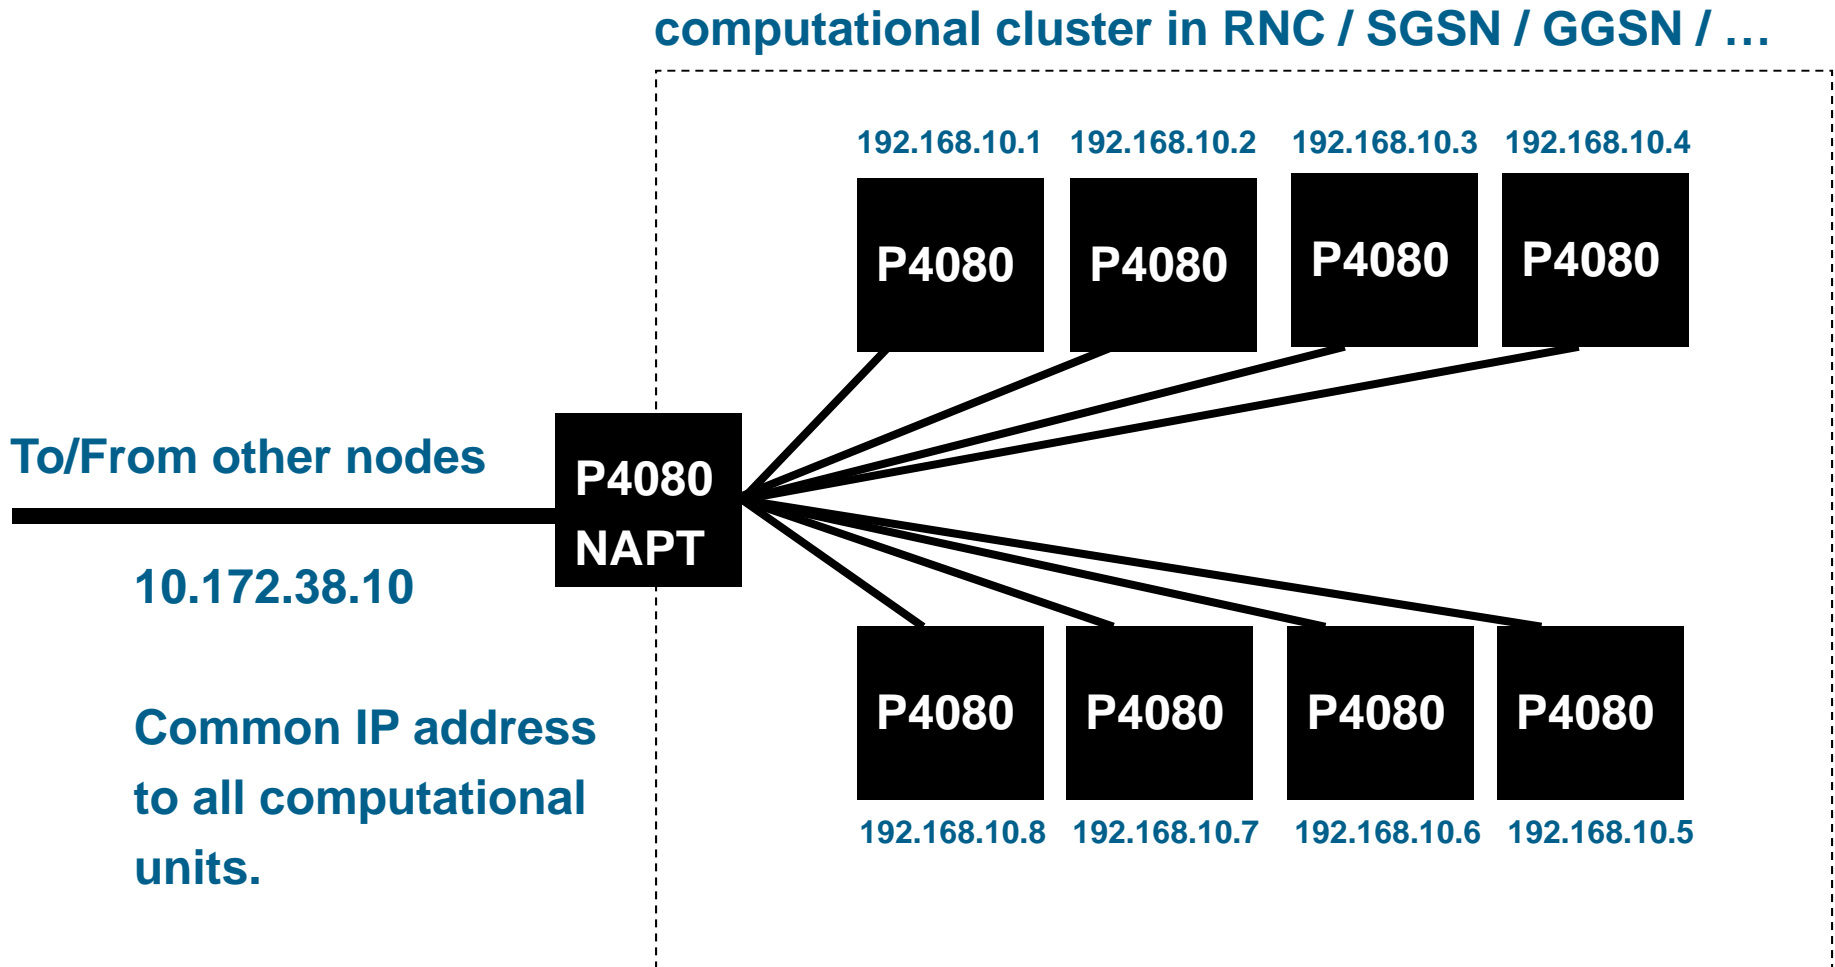 computational cluster in RNC / SGSN / GGSN / …
192.168.10.1 192.168.10.2 192.168.10.3 192.168.10.4
P4080 P4080 P4080 P4080
To/From other nodes
P4080
NAPT
10.172.38.10
Common IP address
to all computational
units.
P4080 P4080 P4080 P4080
192.168.10.8 192.168.10.7 192.168.10.6 192.168.10.5